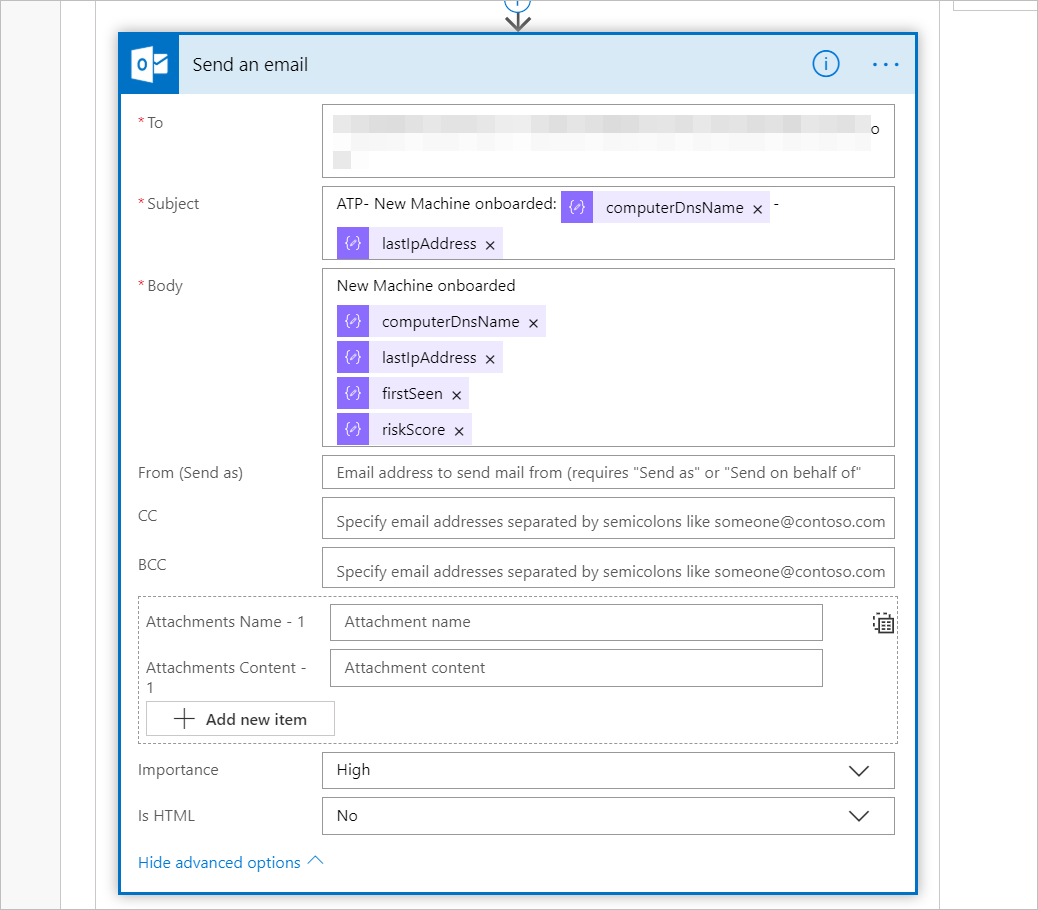 Send an email
* To
o
* Subject
ATP- New Machine onboarded: computerDnsName × -
lastIpAddress ×
* Body
New Machine onboarded
computerDnsName ×
lastIpAddress ×
firstSeen ×
riskScore ×
From (Send as)
Email address to send mail from (requires "Send as" or "Send on behalf of"
CC
Specify email addresses separated by semicolons like someone@contoso.com
BCC
Specify email addresses separated by semicolons like someone@contoso.com
Attachments Name - 1
Attachment name
Attachments Content -
1
Attachment content
Add new item
Importance
High
Is HTML
No
Hide advanced options